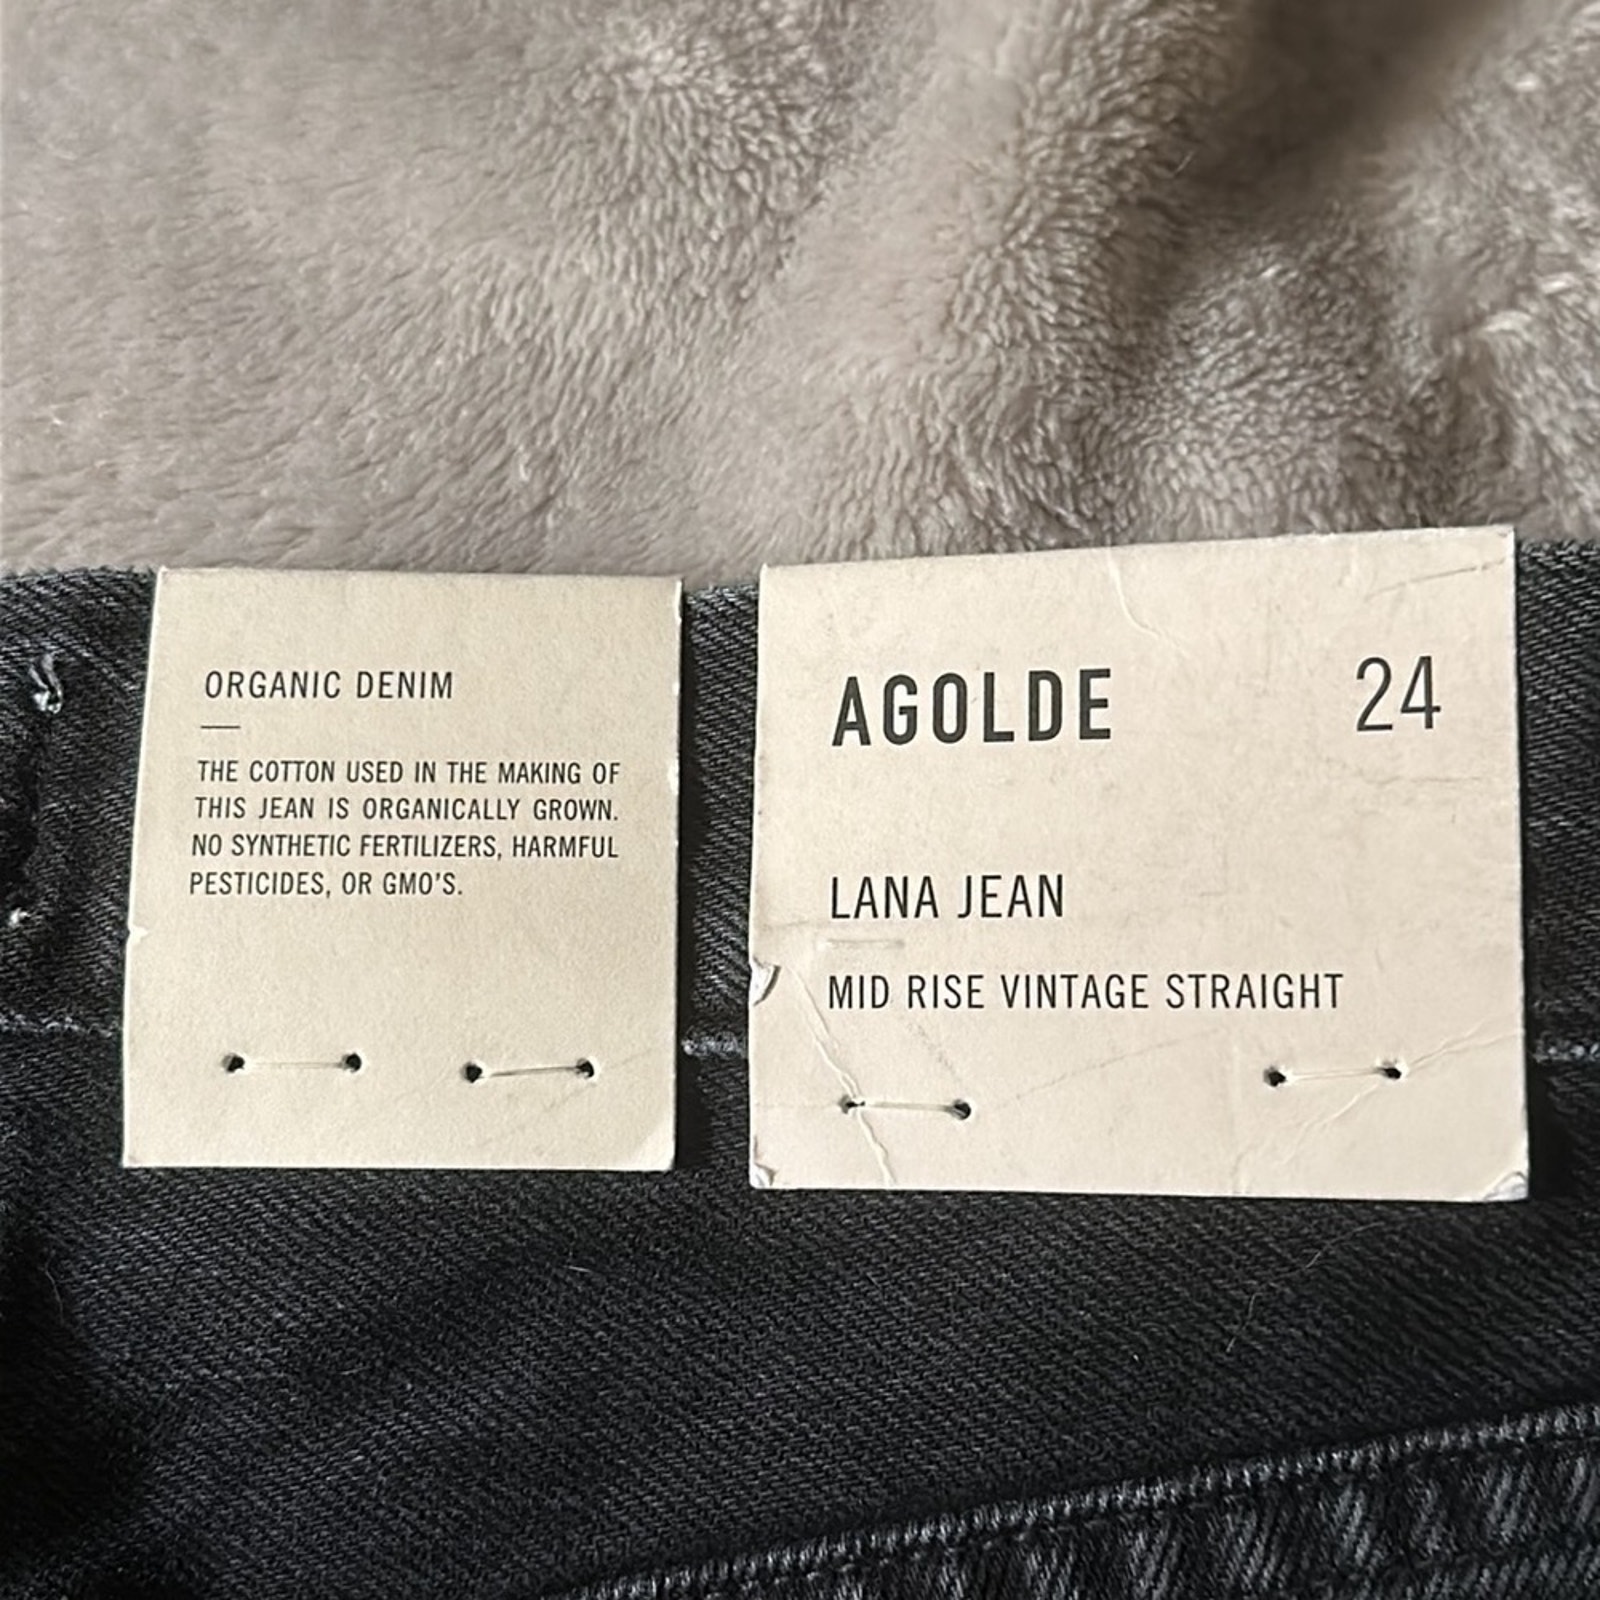 ORGANIC DENIM
THE COTTON USED IN THE MAKING OF
THIS JEAN IS ORGANICALLY GROWN.
NO SYNTHETIC FERTILIZERS, HARMFUL
PESTICIDES, OR GMO'S.
AGOLDE 24
LANA JEAN
MID RISE VINTAGE STRAIGHT